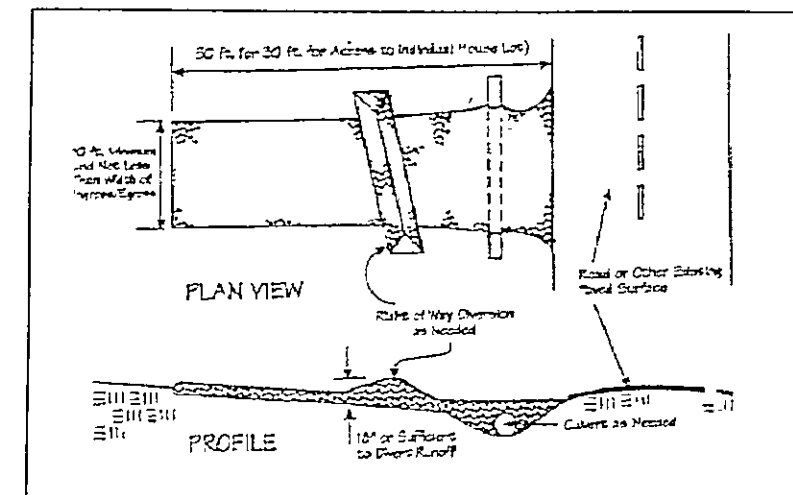 50 ft. for 30 ft. for Access to Individual House Lot)
10 ft. Minimum
and Not Less
Than Width of
Ingress/Egress
PLAN VIEW
Right of Way Diversion
as Needed
Road or Other Existing
Paved Surface
PROFILE
18" or Sufficient
to Divert Runoff
Culvert as Needed